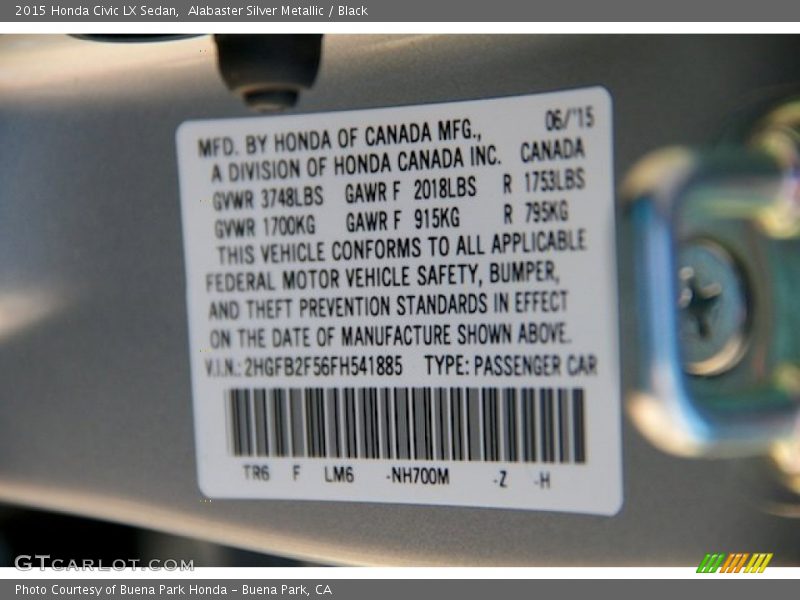 2015 Honda Civic LX Sedan,  Alabaster Silver Metallic / Black
06/'15
MFD. BY HONDA OF CANADA MFG.,
A DIVISION OF HONDA CANADA INC. CANADA
GVWR 3748LBS GAWR F 2018LBS R 1753LBS
GVWR 1700KG GAWR F 915KG R 795KG
THIS VEHICLE CONFORMS TO ALL APPLICABLE
FEDERAL MOTOR VEHICLE SAFETY, BUMPER,
AND THEFT PREVENTION STANDARDS IN EFFECT
ON THE DATE OF MANUFACTURE SHOWN ABOVE.
V.I.N.: 2HGFB2F56FH541885 TYPE: PASSENGER CAR
TR6 F LM6 -NH700M -Z -H
GTcarlot.com
Photo Courtesy of Buena Park Honda - Buena Park, CA